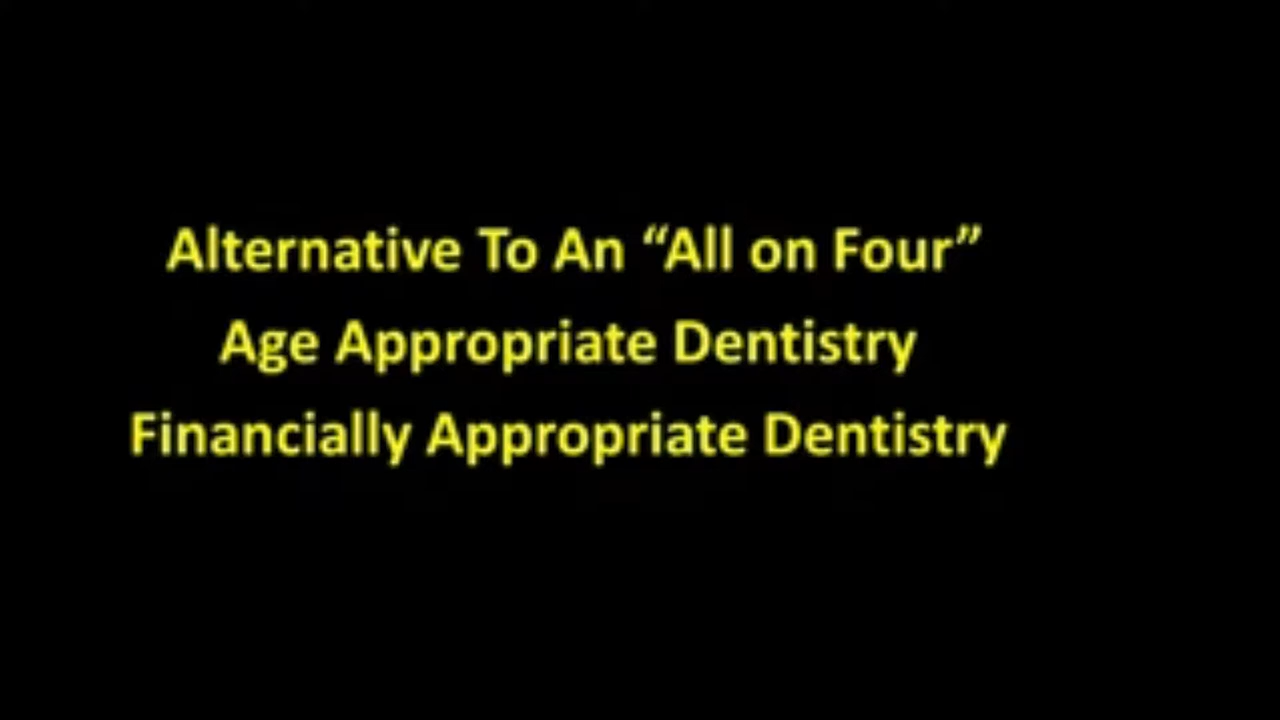 Alternative To An “All on Four”
Age Appropriate Dentistry
Financially Appropriate Dentistry